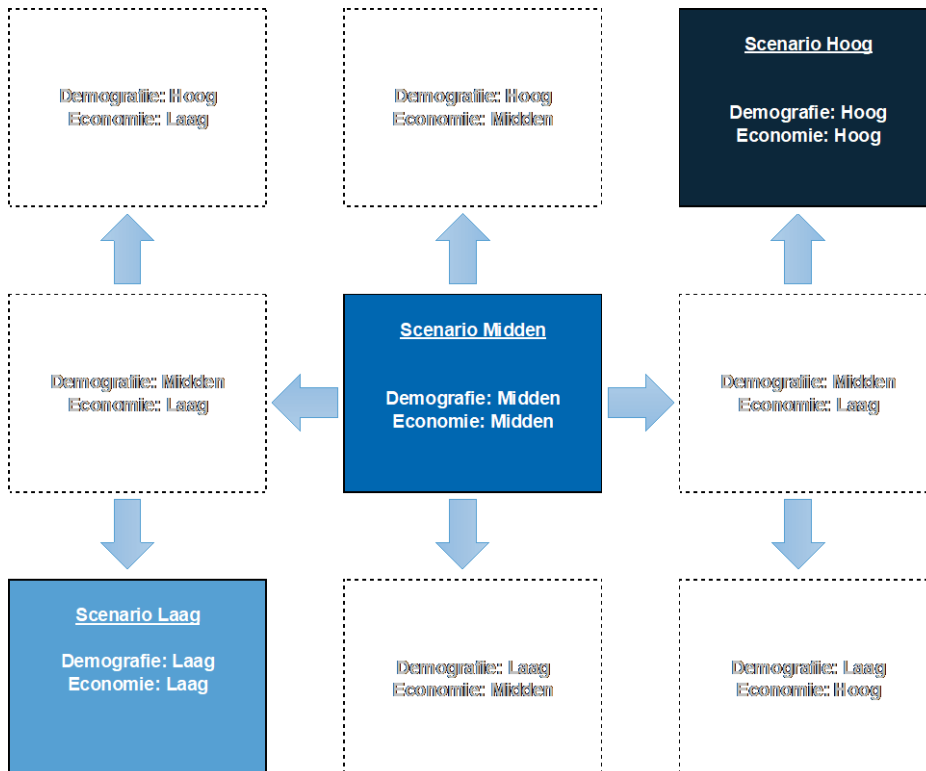 Demografie: Hoog
Economie: Laag
Demografie: Hoog
Economie: Midden
Scenario Hoog
Demografie: Hoog
Economie: Hoog
Demografie: Midden
Economie: Laag
Scenario Midden
Demografie: Midden
Economie: Midden
Demografie: Midden
Economie: Laag
Scenario Laag
Demografie: Laag
Economie: Laag
Demografie: Laag
Economie: Midden
Demografie: Laag
Economie: Hoog